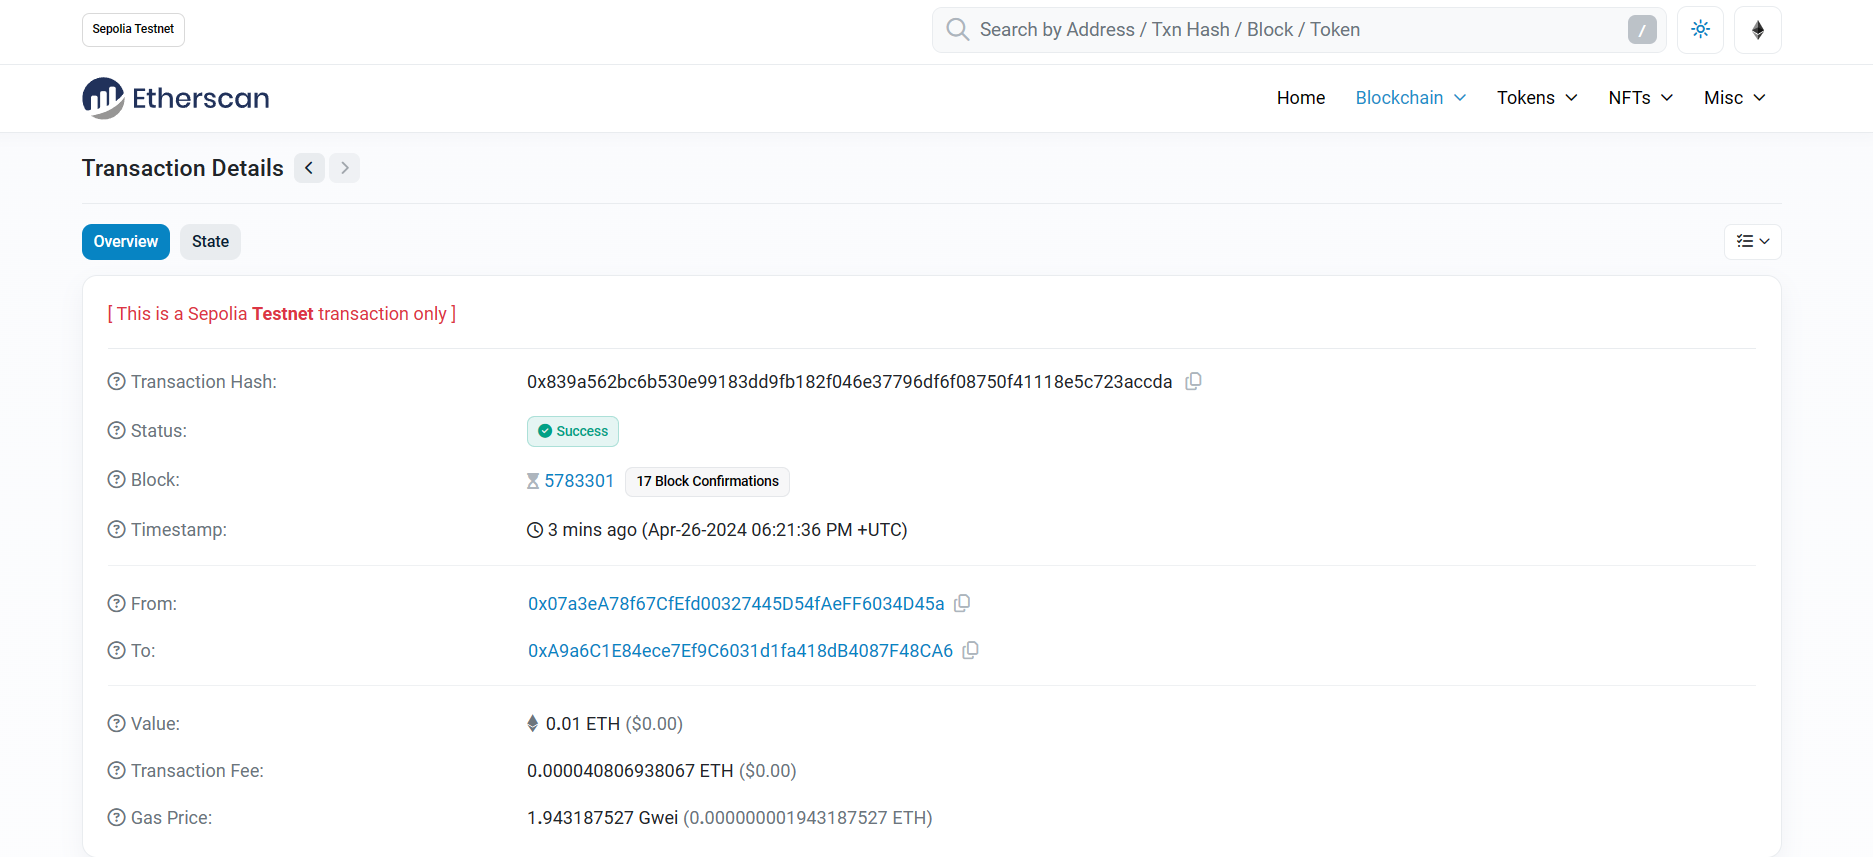 Sepolia Testnet
Search by Address / Txn Hash / Block / Token
/
Etherscan
Home Blockchain Tokens NFTs Misc
Transaction Details
Overview State
[ This is a Sepolia Testnet transaction only ]
Transaction Hash: 0x839a562bc6b530e99183dd9fb182f046e37796df6f08750f41118e5c723accda
Status: Success
Block: 5783301 17 Block Confirmations
Timestamp: 3 mins ago (Apr-26-2024 06:21:36 PM +UTC)
From: 0x07a3eA78f67CfEfd00327445D54fAeFF6034D45a
To: 0xA9a6C1E84ece7Ef9C6031d1fa418dB4087F48CA6
Value: 0.01 ETH ($0.00)
Transaction Fee: 0.000040806938067 ETH ($0.00)
Gas Price: 1.943187527 Gwei (0.000000001943187527 ETH)